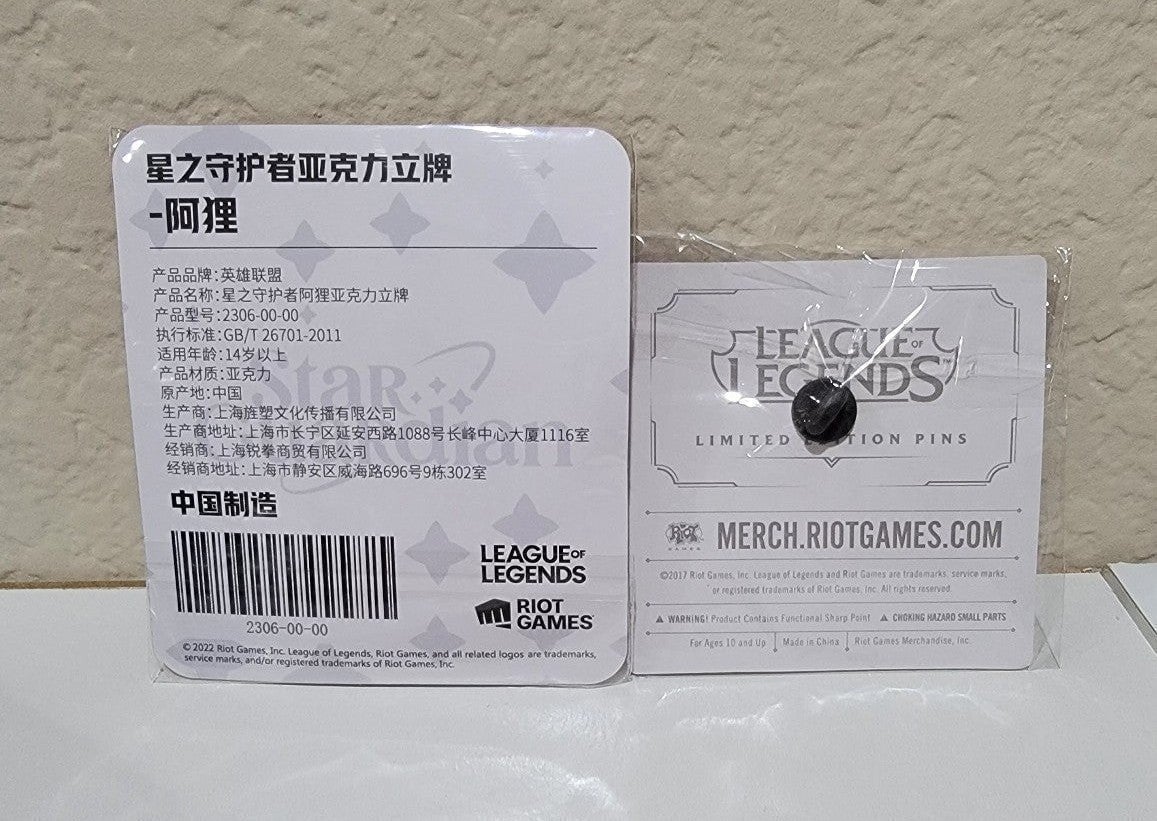 星之守护者亚克力立牌
-阿狸
产品品牌:英雄联盟
产品名称:星之守护者阿狸亚克力立牌
产品型号:2306-00-00
执行标准:GB/T 26701-2011
适用年龄:14岁以上
产品材质:亚克力
原产地:中国
生产商:上海旌塑文化传播有限公司
生产商地址:上海市长宁区延安西路1088号长峰中心大厦1116室
经销商:上海锐拳商贸有限公司
经销商地址:上海市静安区威海路696号9栋302室
Star
dian
中国制造
2306-00-00
LEAGUE OF
LEGENDS
RIOT
GAMES
© 2022 Riot Games, Inc. League of Legends, Riot Games, and all related logos are trademarks,
service marks, and/or registered trademarks of Riot Games, Inc.
LEAGUE OF
LEGENDS™
LIMITED TION PINS
RIOT
GAMES
MERCH.RIOTGAMES.COM
©2017 Riot Games, Inc. League of Legends and Riot Games are trademarks, service marks,
or registered trademarks of Riot Games, Inc. All rights reserved.
WARNING! Product Contains Functional Sharp Point CHOKING HAZARD SMALL PARTS
For Ages 10 and Up Made in China Riot Games Merchandise, Inc.